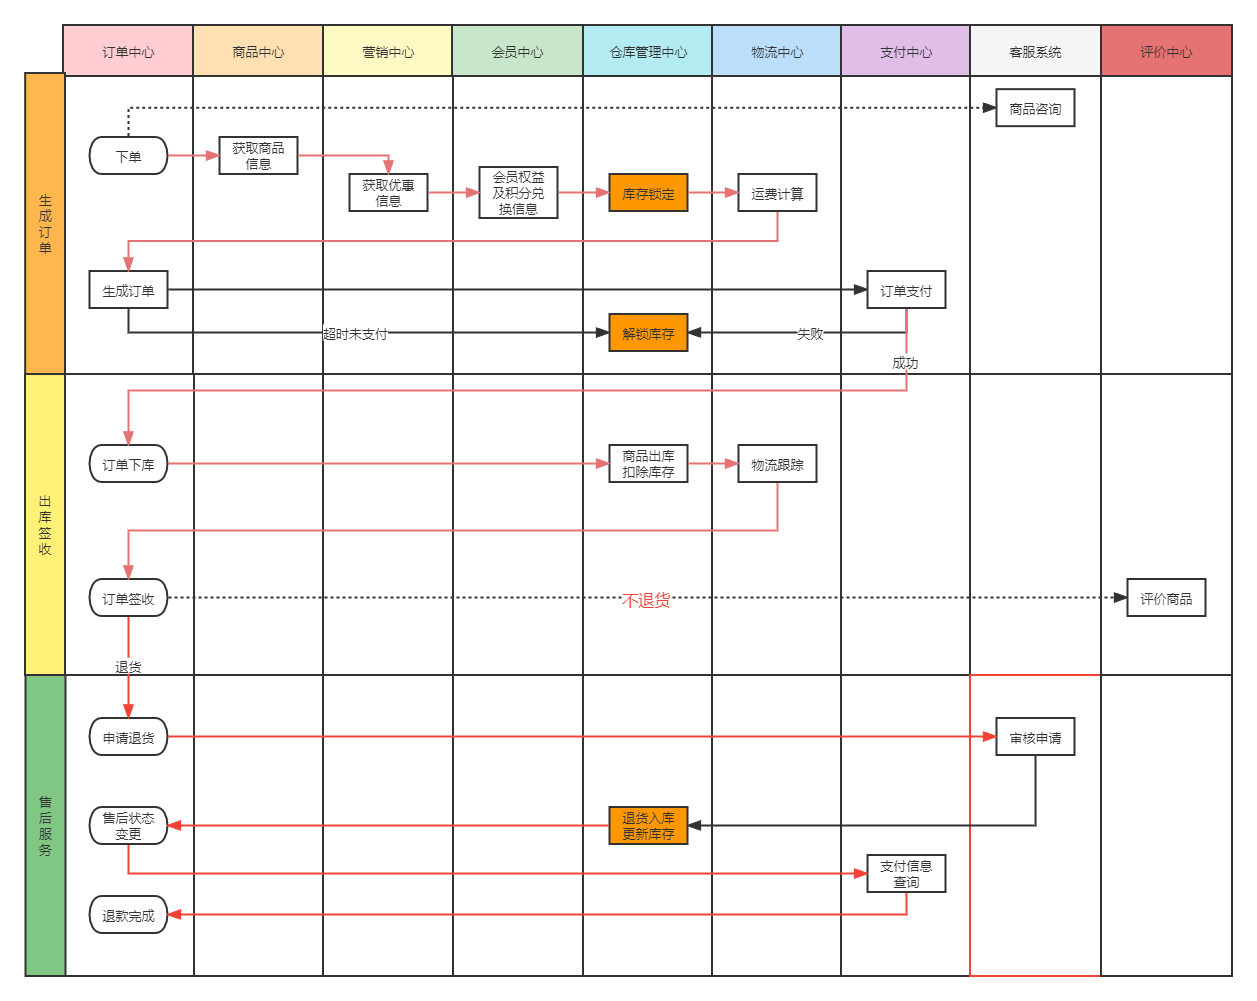 订单中心
商品中心
营销中心
会员中心
仓库管理中心
物流中心
支付中心
客服系统
评价中心
生
成
订
单
商品咨询
下单
获取商品
信息
获取优惠
信息
会员权益
及积分兑
换信息
库存锁定
运费计算
生成订单
订单支付
超时未支付
解锁库存
失败
成功
出
库
签
收
订单下库
商品出库
扣除库存
物流跟踪
订单签收
不退货
评价商品
退货
售
后
服
务
申请退货
审核申请
售后状态
变更
退货入库
更新库存
支付信息
查询
退款完成